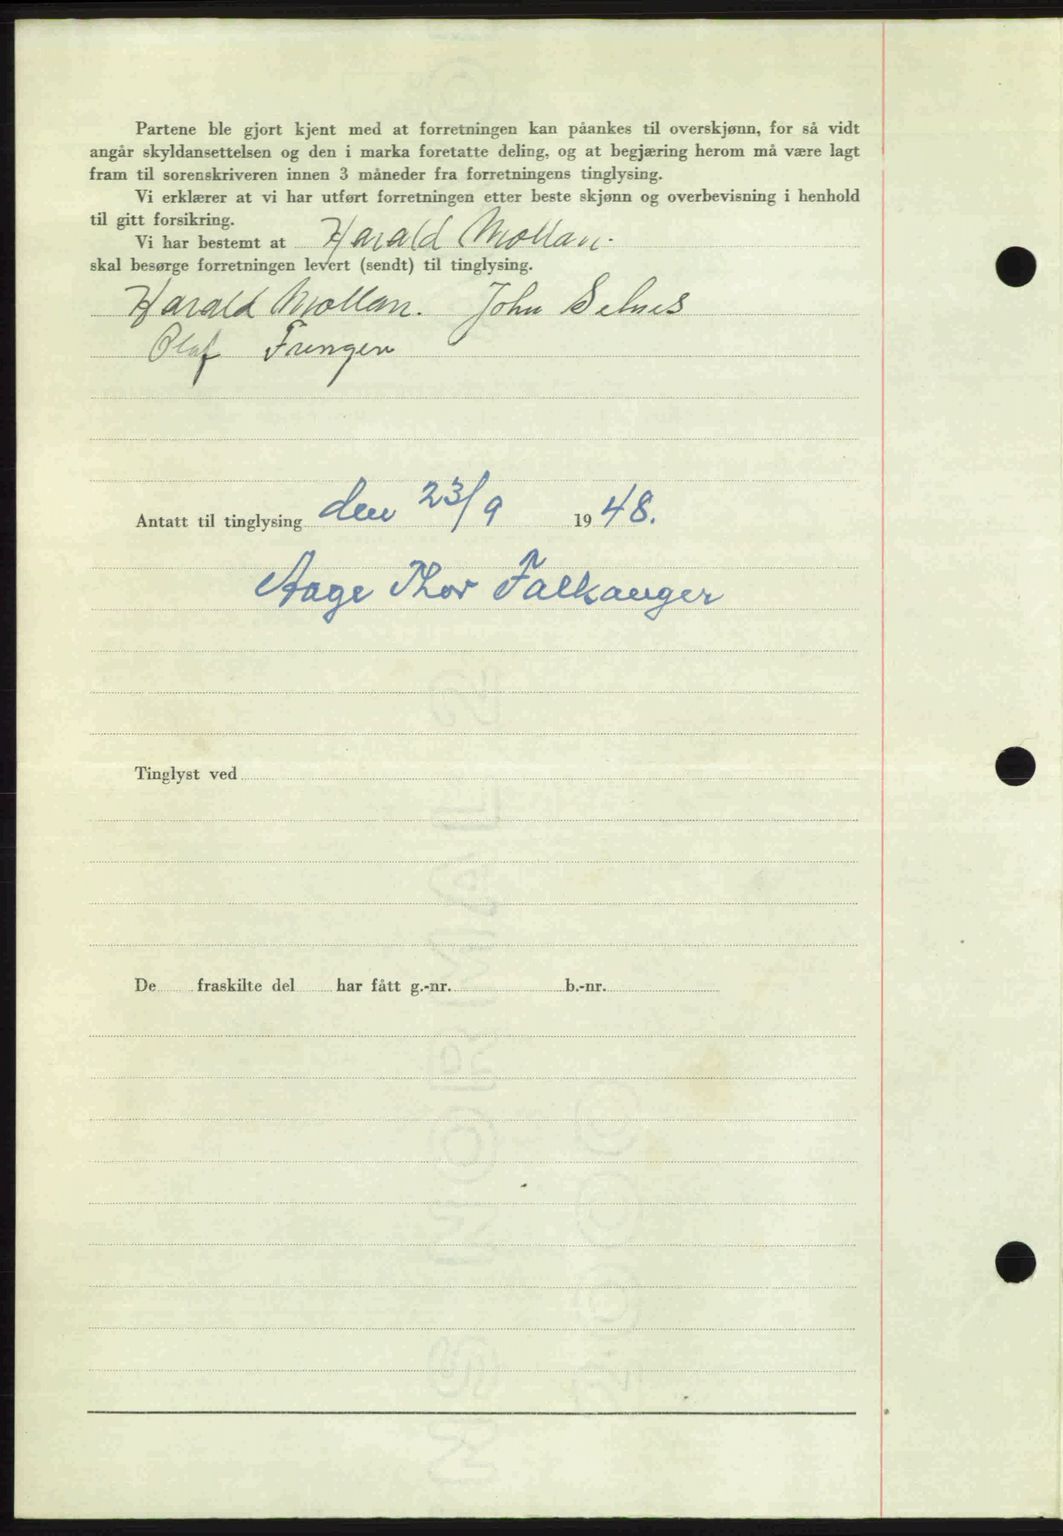 Partene ble gjort kjent med at forretningen kan påankes til overskjønn, for så vidt
angår skyldansettelsen og den i marka foretatte deling, og at begjæring herom må være lagt
fram til sorenskriveren innen 3 måneder fra forretningens tinglysing.
Vi erklærer at vi har utført forretningen etter beste skjønn og overbevisning i henhold
til gitt forsikring.
Vi har bestemt at Harald Mollan.
skal besørge forretningen levert (sendt) til tinglysing.
Harald Mollan. John Selnes
Olaf Frengen
Antatt til tinglysing den 23/9 1948.
Aage Thor Falkanger
Tinglyst ved
De fraskilte del har fått g.-nr. b.-nr.